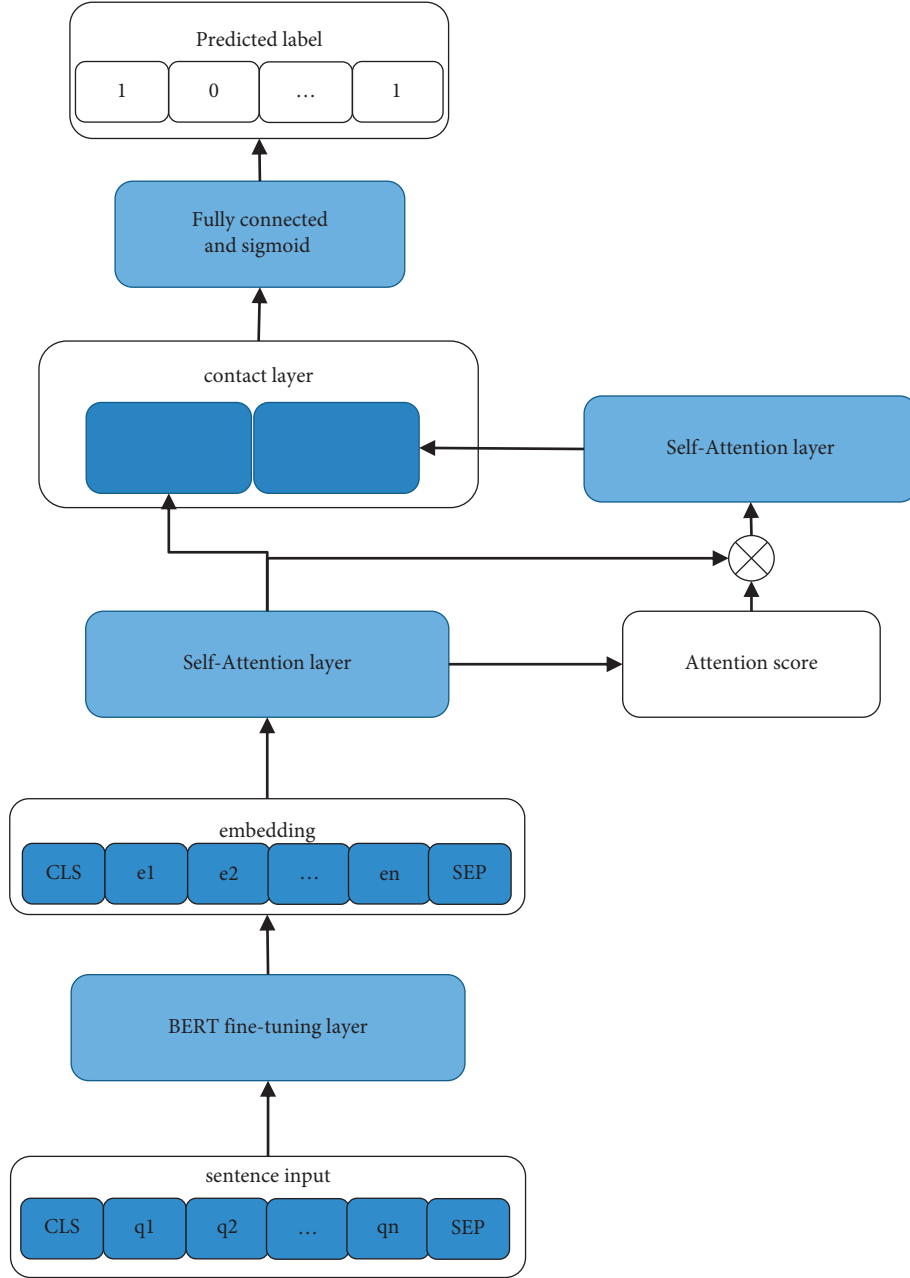 Predicted label
1 0 … 1
Fully connected
and sigmoid
contact layer
Self-Attention layer
Self-Attention layer
Attention score
embedding
CLS e1 e2 … en SEP
BERT fine-tuning layer
sentence input
CLS q1 q2 … qn SEP